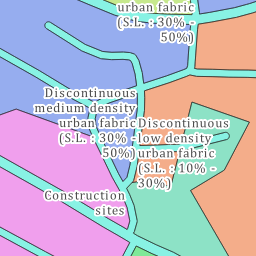 urban fabric
(S.L. : 30% -
50%)
Discontinuous
medium density
urban fabric
(S.L. : 30% -
50%)
Discontinuous
low density
urban fabric
(S.L. : 10% -
30%)
Construction
sites